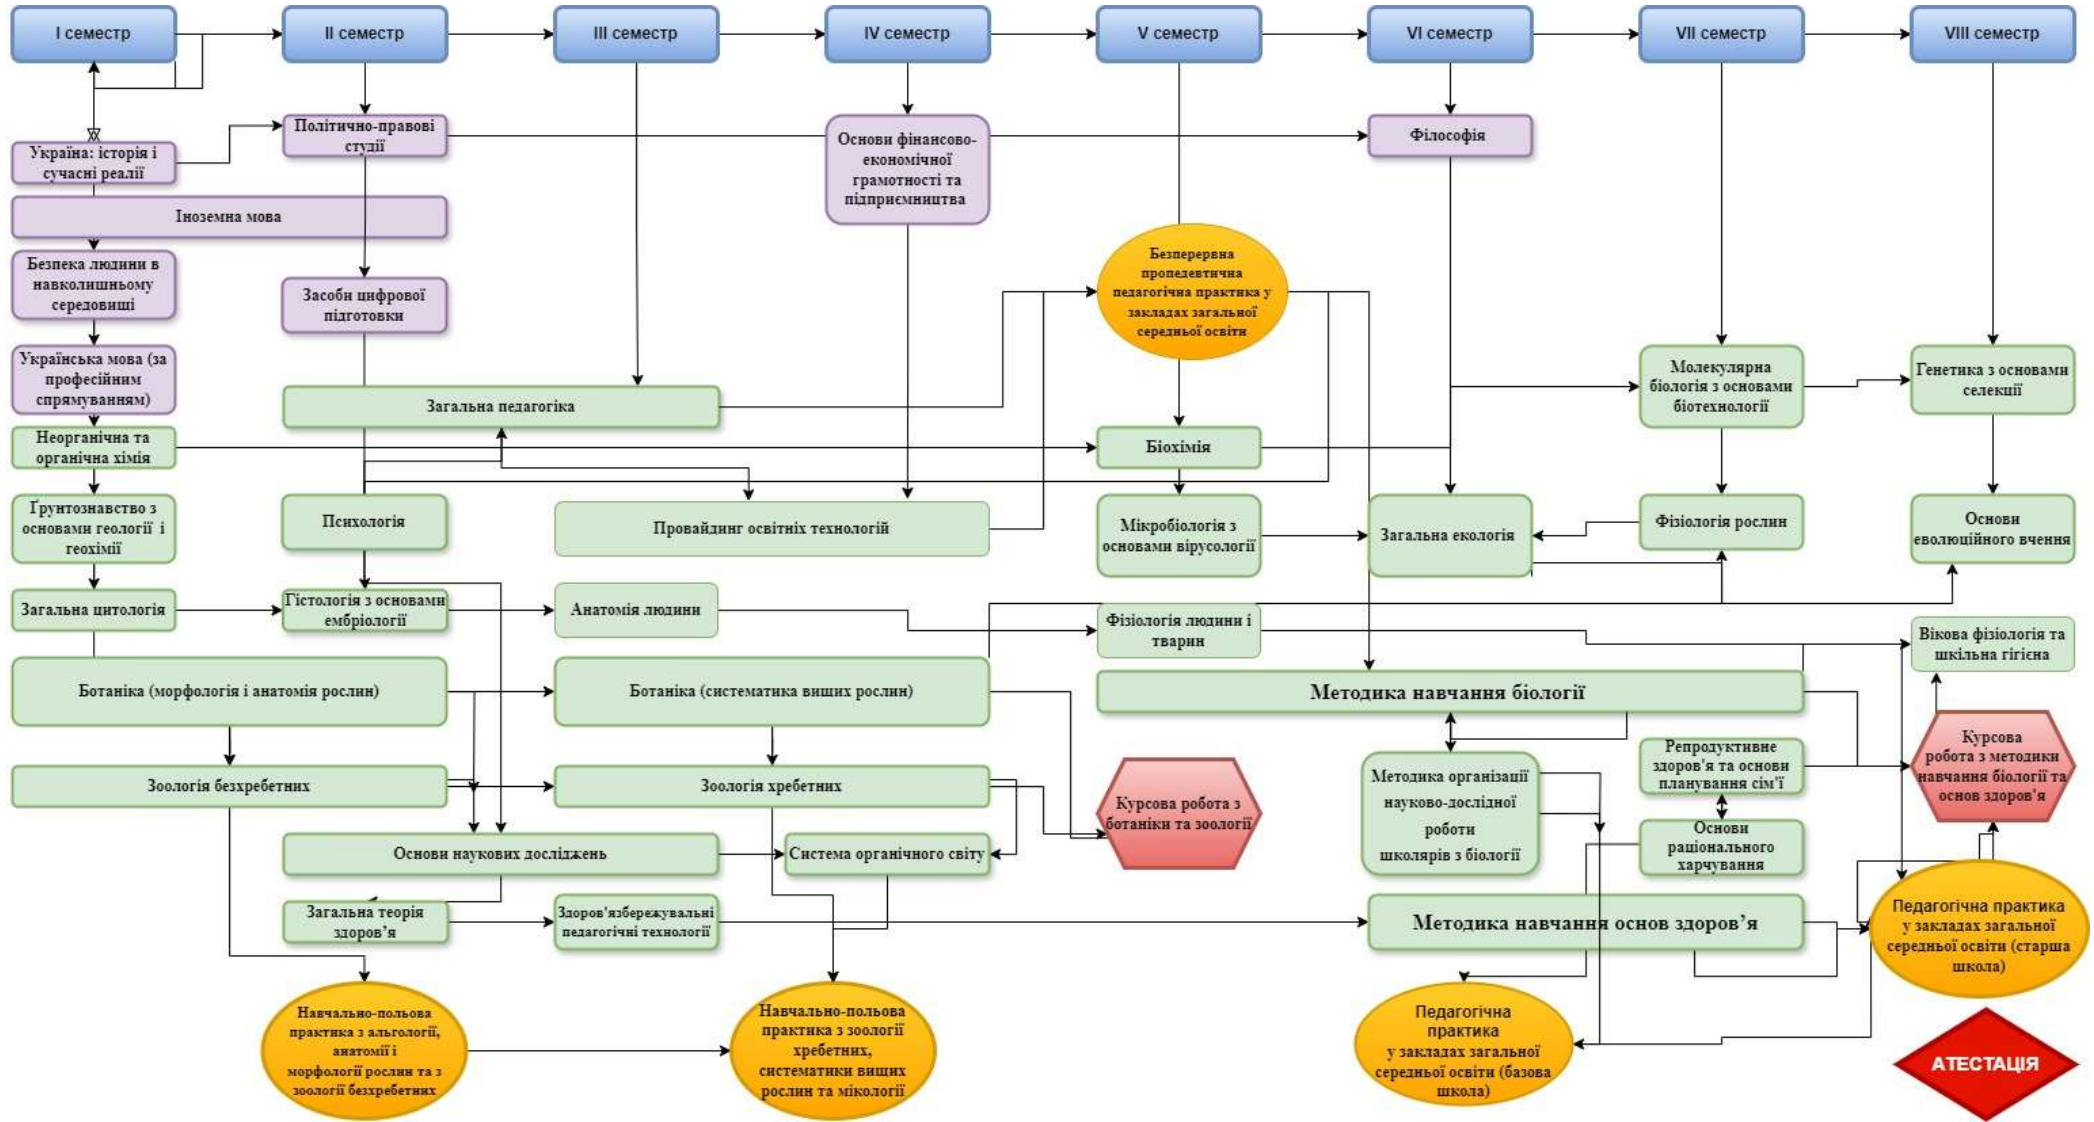 I семестр
II семестр
III семестр
IV семестр
V семестр
VI семестр
VII семестр
VIII семестр
Україна: історія і
сучасні реалії
Політично-правові
студії
Основи фінансово-
економічної
грамотності та
підприємництва
Філософія
Іноземна мова
Безпека людини в
навколишньому
середовищі
Засоби цифрової
підготовки
Безперервна
пропедевтична
педагогічна практика у
закладах загальної
середньої освіти
Українська мова (за
професійним
спрямуванням)
Загальна педагогіка
Молекулярна
біологія з основами
біотехнології
Генетика з основами
селекції
Неорганічна та
органічна хімія
Біохімія
Ґрунтознавство з
основами геології і
геохімії
Психологія
Провайдинг освітніх технологій
Мікробіологія з
основами вірусології
Загальна екологія
Фізіологія рослин
Основи
еволюційного вчення
Загальна цитологія
Гістологія з основами
ембріології
Анатомія людини
Фізіологія людини і
тварин
Вікова фізіологія та
шкільна гігієна
Ботаніка (морфологія і анатомія рослин)
Ботаніка (систематика вищих рослин)
Методика навчання біології
Зоологія безхребетних
Зоологія хребетних
Курсова робота з
ботаніки та зоології
Методика організації
науково-дослідної
роботи
школярів з біології
Репродуктивне
здоров'я та основи
планування сім'ї
Курсова
робота з методики
навчання біології та
основ здоров'я
Основи
раціонального
харчування
Основи наукових досліджень
Система органічного світу
Загальна теорія
здоров’я
Здоров'язбережувальні
педагогічні технології
Методика навчання основ здоров’я
Педагогічна практика
у закладах загальної
середньої освіти (старша
школа)
Навчально-польова
практика з альгології,
анатомії і
морфології рослин та з
зоології безхребетних
Навчально-польова
практика з зоології
хребетних,
систематики вищих
рослин та мікології
Педагогічна
практика
у закладах загальної
середньої освіти (базова
школа)
АТЕСТАЦІЯ